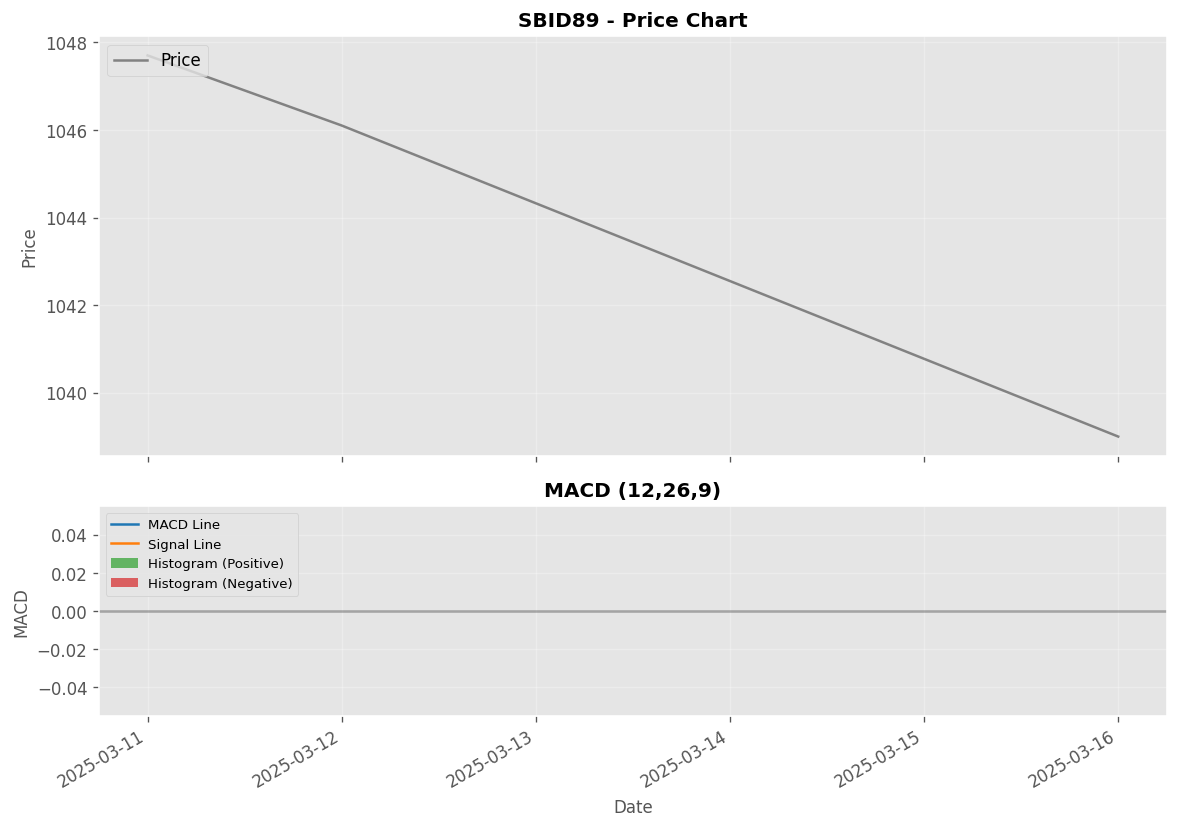 SBID89 - Price Chart
1048
1046
1044
1042
1040
Price
Price
MACD (12,26,9)
0.04
0.02
0.00
−0.02
−0.04
MACD
MACD Line
Signal Line
Histogram (Positive)
Histogram (Negative)
2025-03-11
2025-03-12
2025-03-13
2025-03-14
2025-03-15
2025-03-16
Date